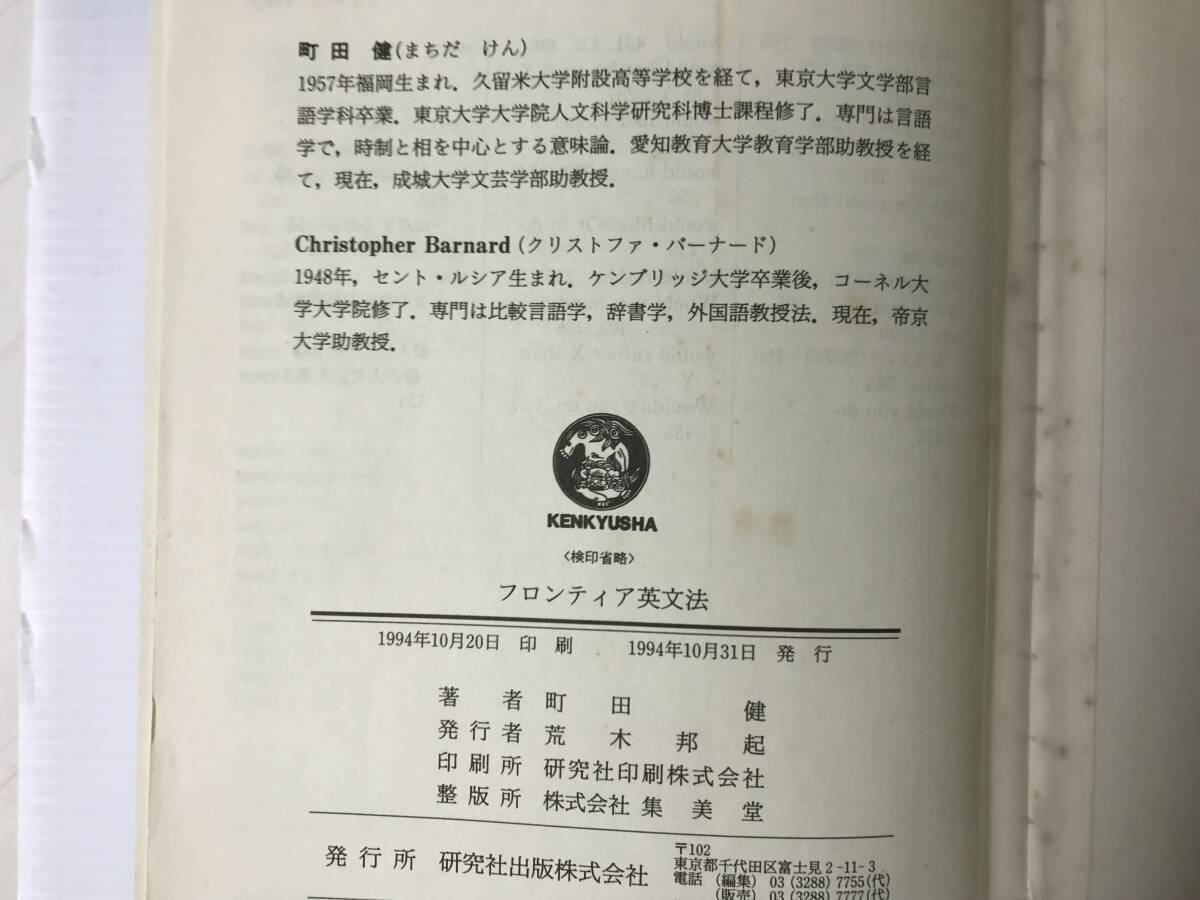 町田 健(まちだ けん)
1957年福岡生まれ．久留米大学附設高等学校を経て，東京大学文学部言
語学科卒業．東京大学大学院人文科学研究科博士課程修了．専門は言語
学で，時制と相を中心とする意味論．愛知教育大学教育学部助教授を経
て，現在，成城大学文芸学部助教授．
Christopher Barnard(クリストファ・バーナード)
1948年，セント・ルシア生まれ．ケンブリッジ大学卒業後，コーネル大
学大学院修了．専門は比較言語学，辞書学，外国語教授法．現在，帝京
大学助教授．
KENKYUSHA
〈検印省略〉
フロンティア英文法
1994年10月20日 印刷 1994年10月31日 発行
著者 町田健
発行者 荒木邦起
印刷所 研究社印刷株式会社
整版所 株式会社集美堂
発行所 研究社出版株式会社
〒102
東京都千代田区富士見2-11-3
電話 (編集) 03(3288)7755(代)
(販売) 03(3288)7777(代)